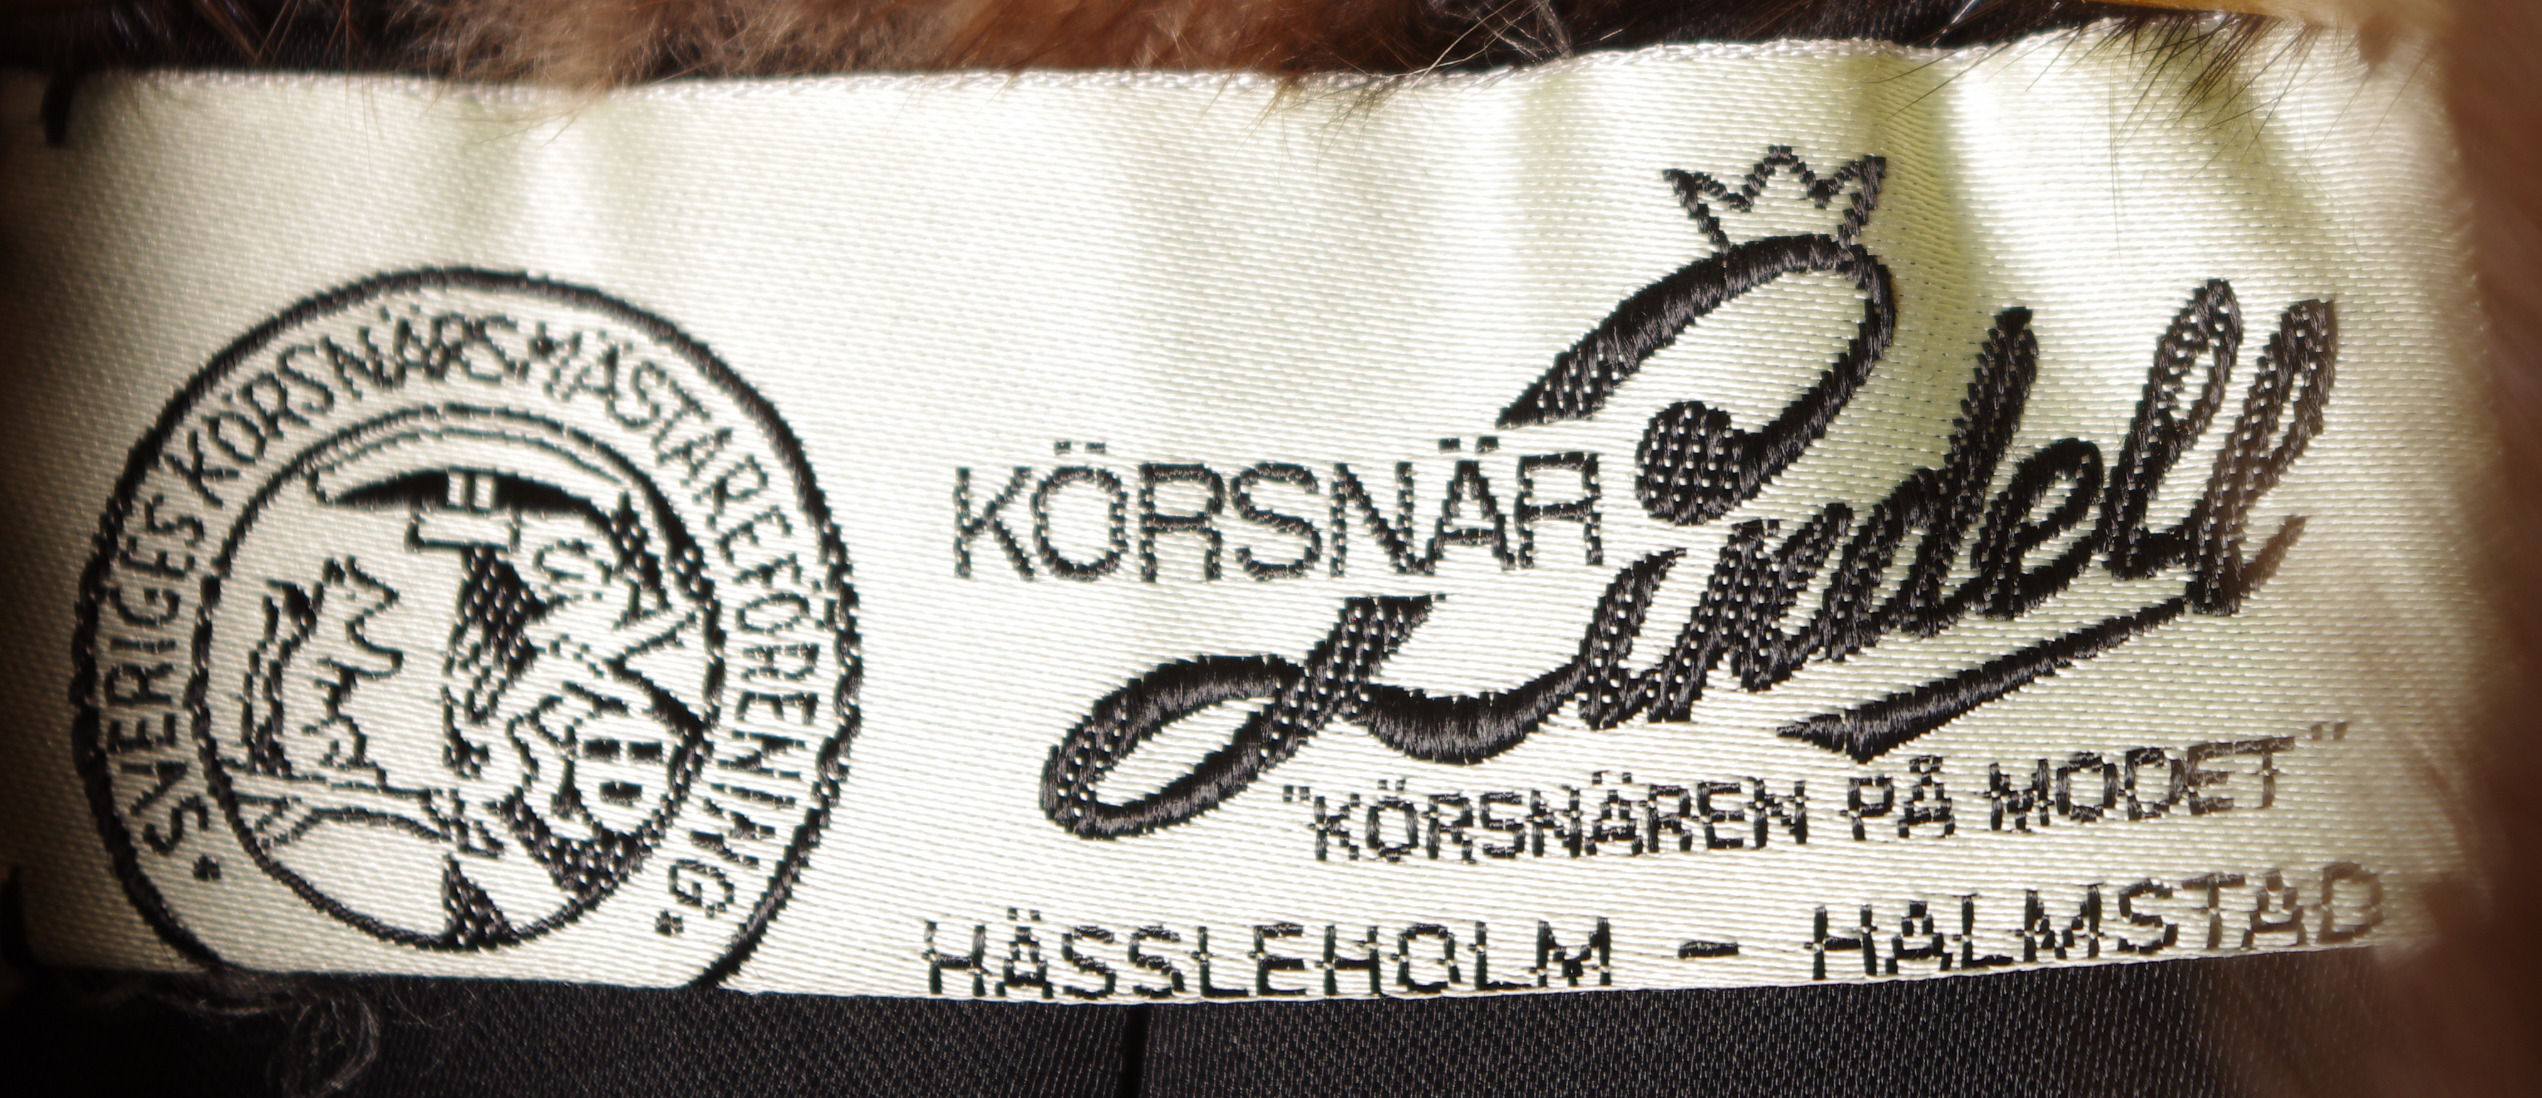 • SVERIGES KÖRSNÄRSMÄSTAREFÖRENING •
KÖRSNÄR
Lindell
"KÖRSNÄREN PÅ MODET"
HÄSSLEHOLM - HALMSTAD